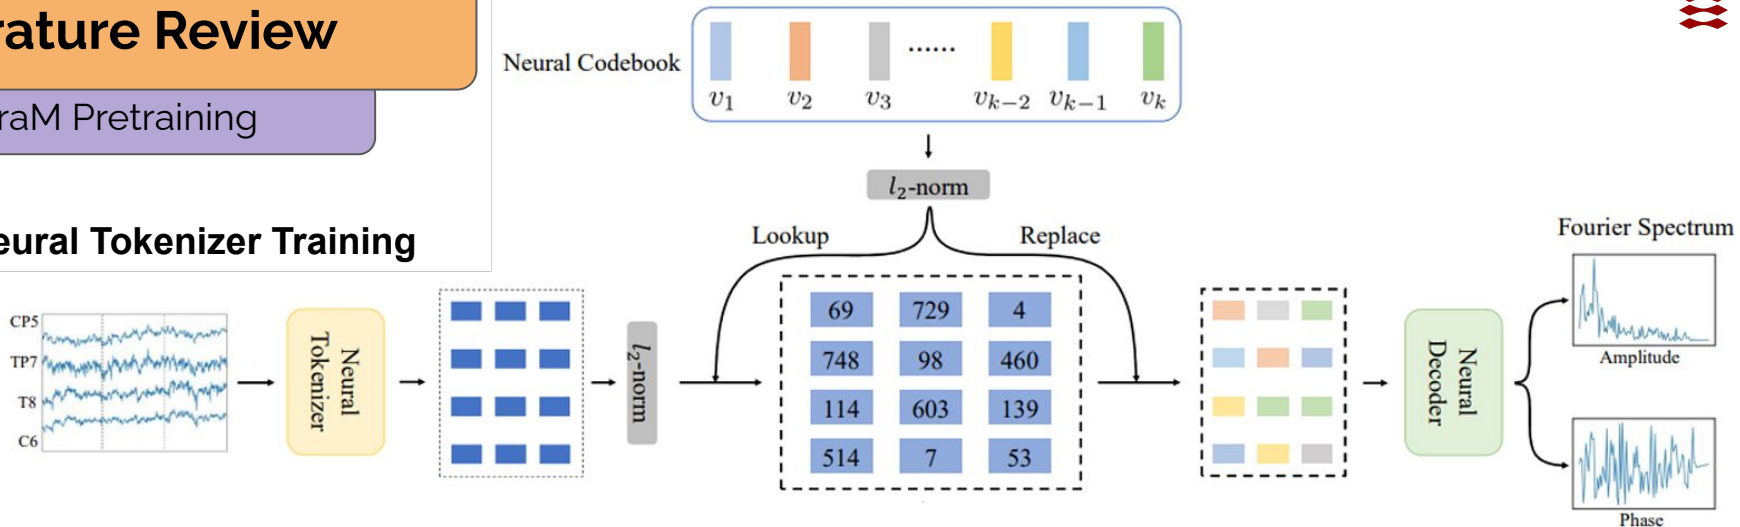 rature Review
raM Pretraining
eural Tokenizer Training
Neural Codebook
v₁ v₂ v₃ ...... vₖ₋₂ vₖ₋₁ vₖ
l₂-norm
Lookup
Replace
CP5
TP7
T8
C6
Neural
Tokenizer
l₂-norm
69 729 4
748 98 460
114 603 139
514 7 53
Neural
Decoder
Fourier Spectrum
Amplitude
Phase